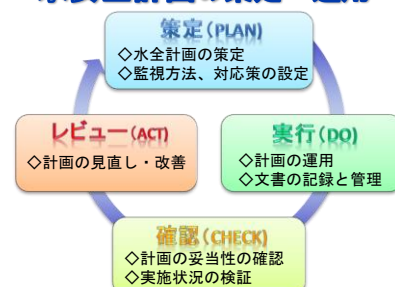 策定(PLAN)
◇水全計画の策定
◇監視方法、対応策の設定
レビュー(ACT)
◇計画の見直し・改善
実行(DO)
◇計画の運用
◇文書の記録と管理
確認(CHECK)
◇計画の妥当性の確認
◇実施状況の検証